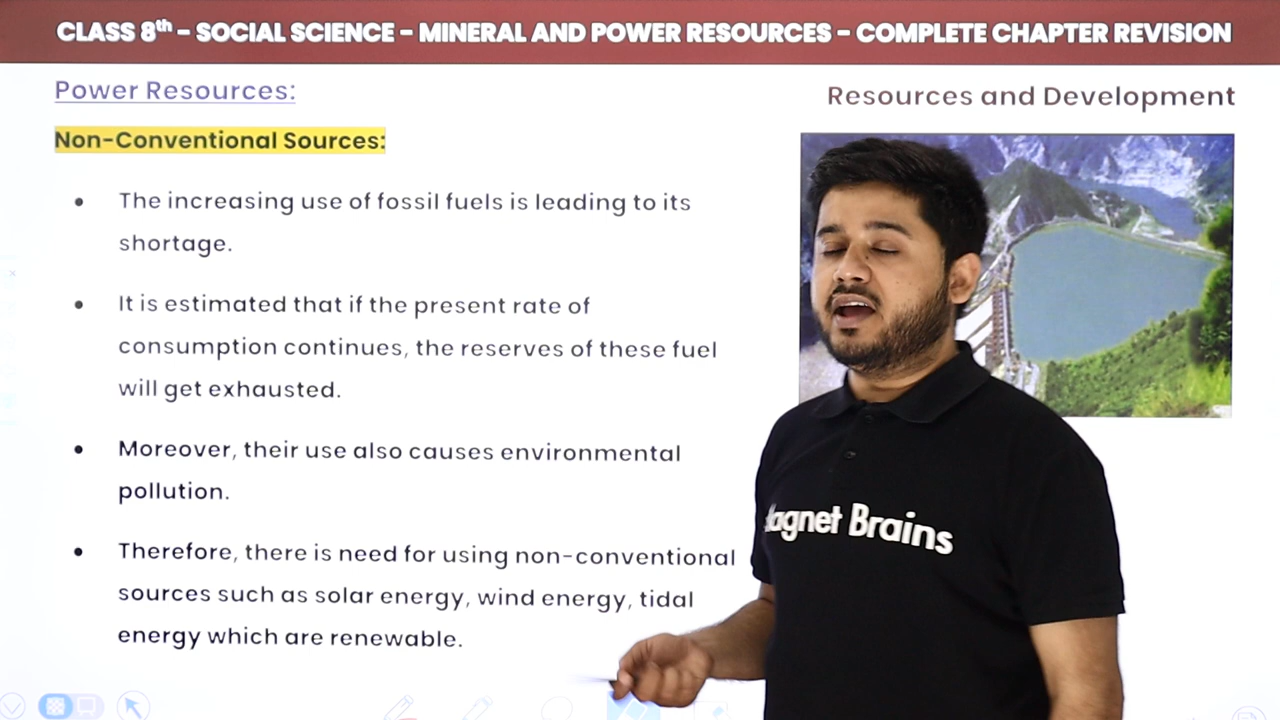 CLASS 8th – SOCIAL SCIENCE – MINERAL AND POWER RESOURCES – COMPLETE CHAPTER REVISION
Power Resources:
Resources and Development
Non-Conventional Sources:
• The increasing use of fossil fuels is leading to its
shortage.
• It is estimated that if the present rate of
consumption continues, the reserves of these fuel
will get exhausted.
• Moreover, their use also causes environmental
pollution.
• Therefore, there is need for using non-conventional
sources such as solar energy, wind energy, tidal
energy which are renewable.
agnet Brains